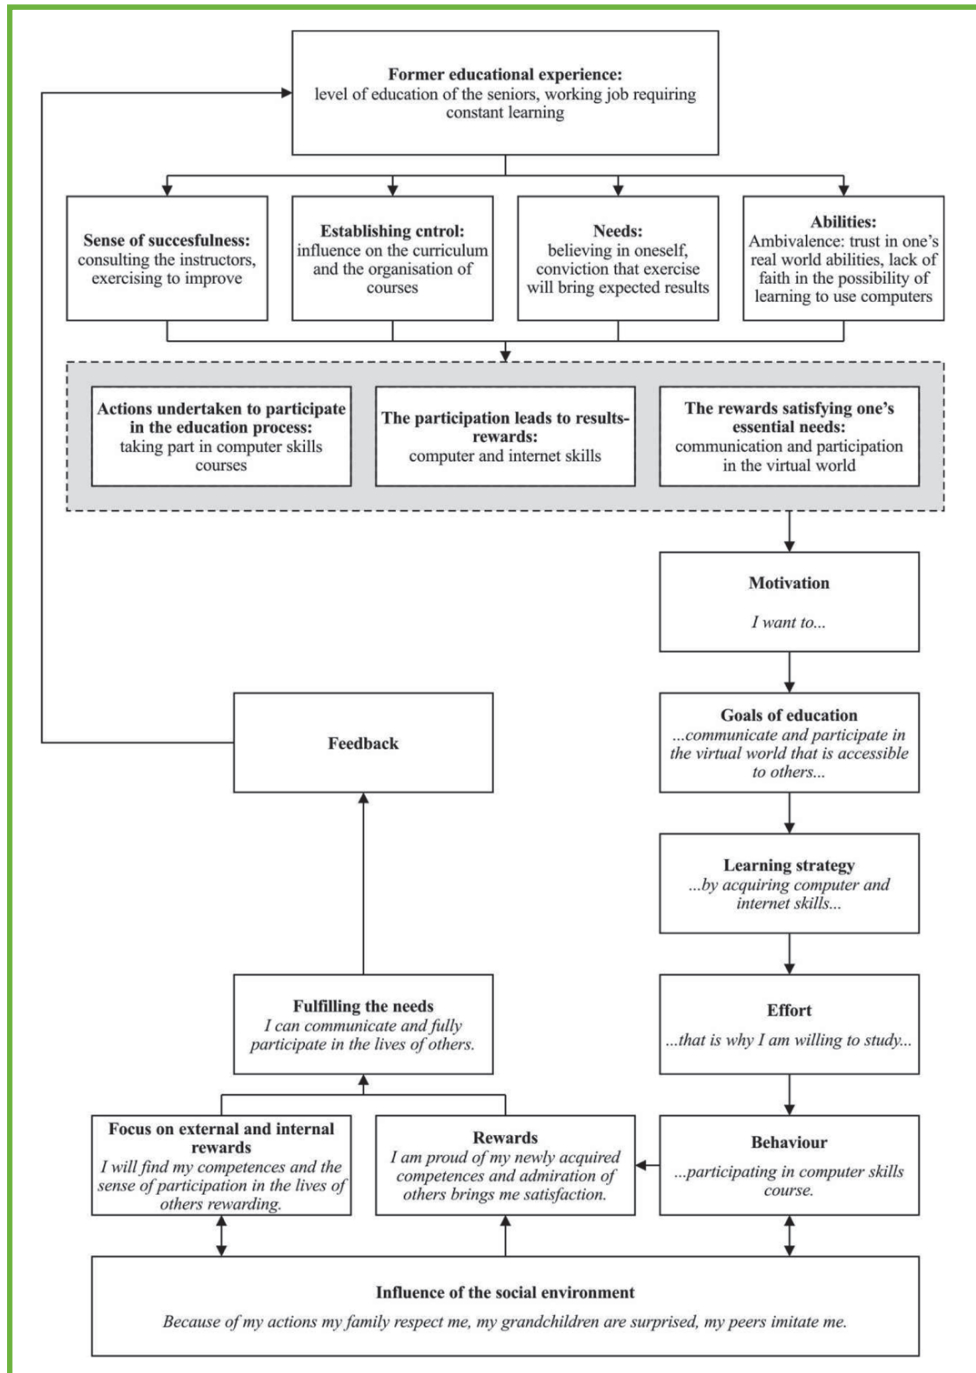 Former educational experience:
level of education of the seniors, working job requiring
constant learning
Sense of succesfulness:
consulting the instructors,
exercising to improve
Establishing cntrol:
influence on the curriculum
and the organisation of
courses
Needs:
believing in oneself,
conviction that exercise
will bring expected results
Abilities:
Ambivalence: trust in one’s
real world abilities, lack of
faith in the possibility of
learning to use computers
Actions undertaken to participate
in the education process:
taking part in computer skills
courses
The participation leads to results-
rewards:
computer and internet skills
The rewards satisfying one’s
essential needs:
communication and participation
in the virtual world
Motivation
I want to...
Goals of education
...communicate and participate in
the virtual world that is accessible
to others...
Feedback
Learning strategy
...by acquiring computer and
internet skills...
Fulfilling the needs
I can communicate and fully
participate in the lives of others.
Effort
...that is why I am willing to study...
Focus on external and internal
rewards
I will find my competences and the
sense of participation in the lives of
others rewarding.
Rewards
I am proud of my newly acquired
competences and admiration of
others brings me satisfaction.
Behaviour
...participating in computer skills
course.
Influence of the social environment
Because of my actions my family respect me, my grandchildren are surprised, my peers imitate me.